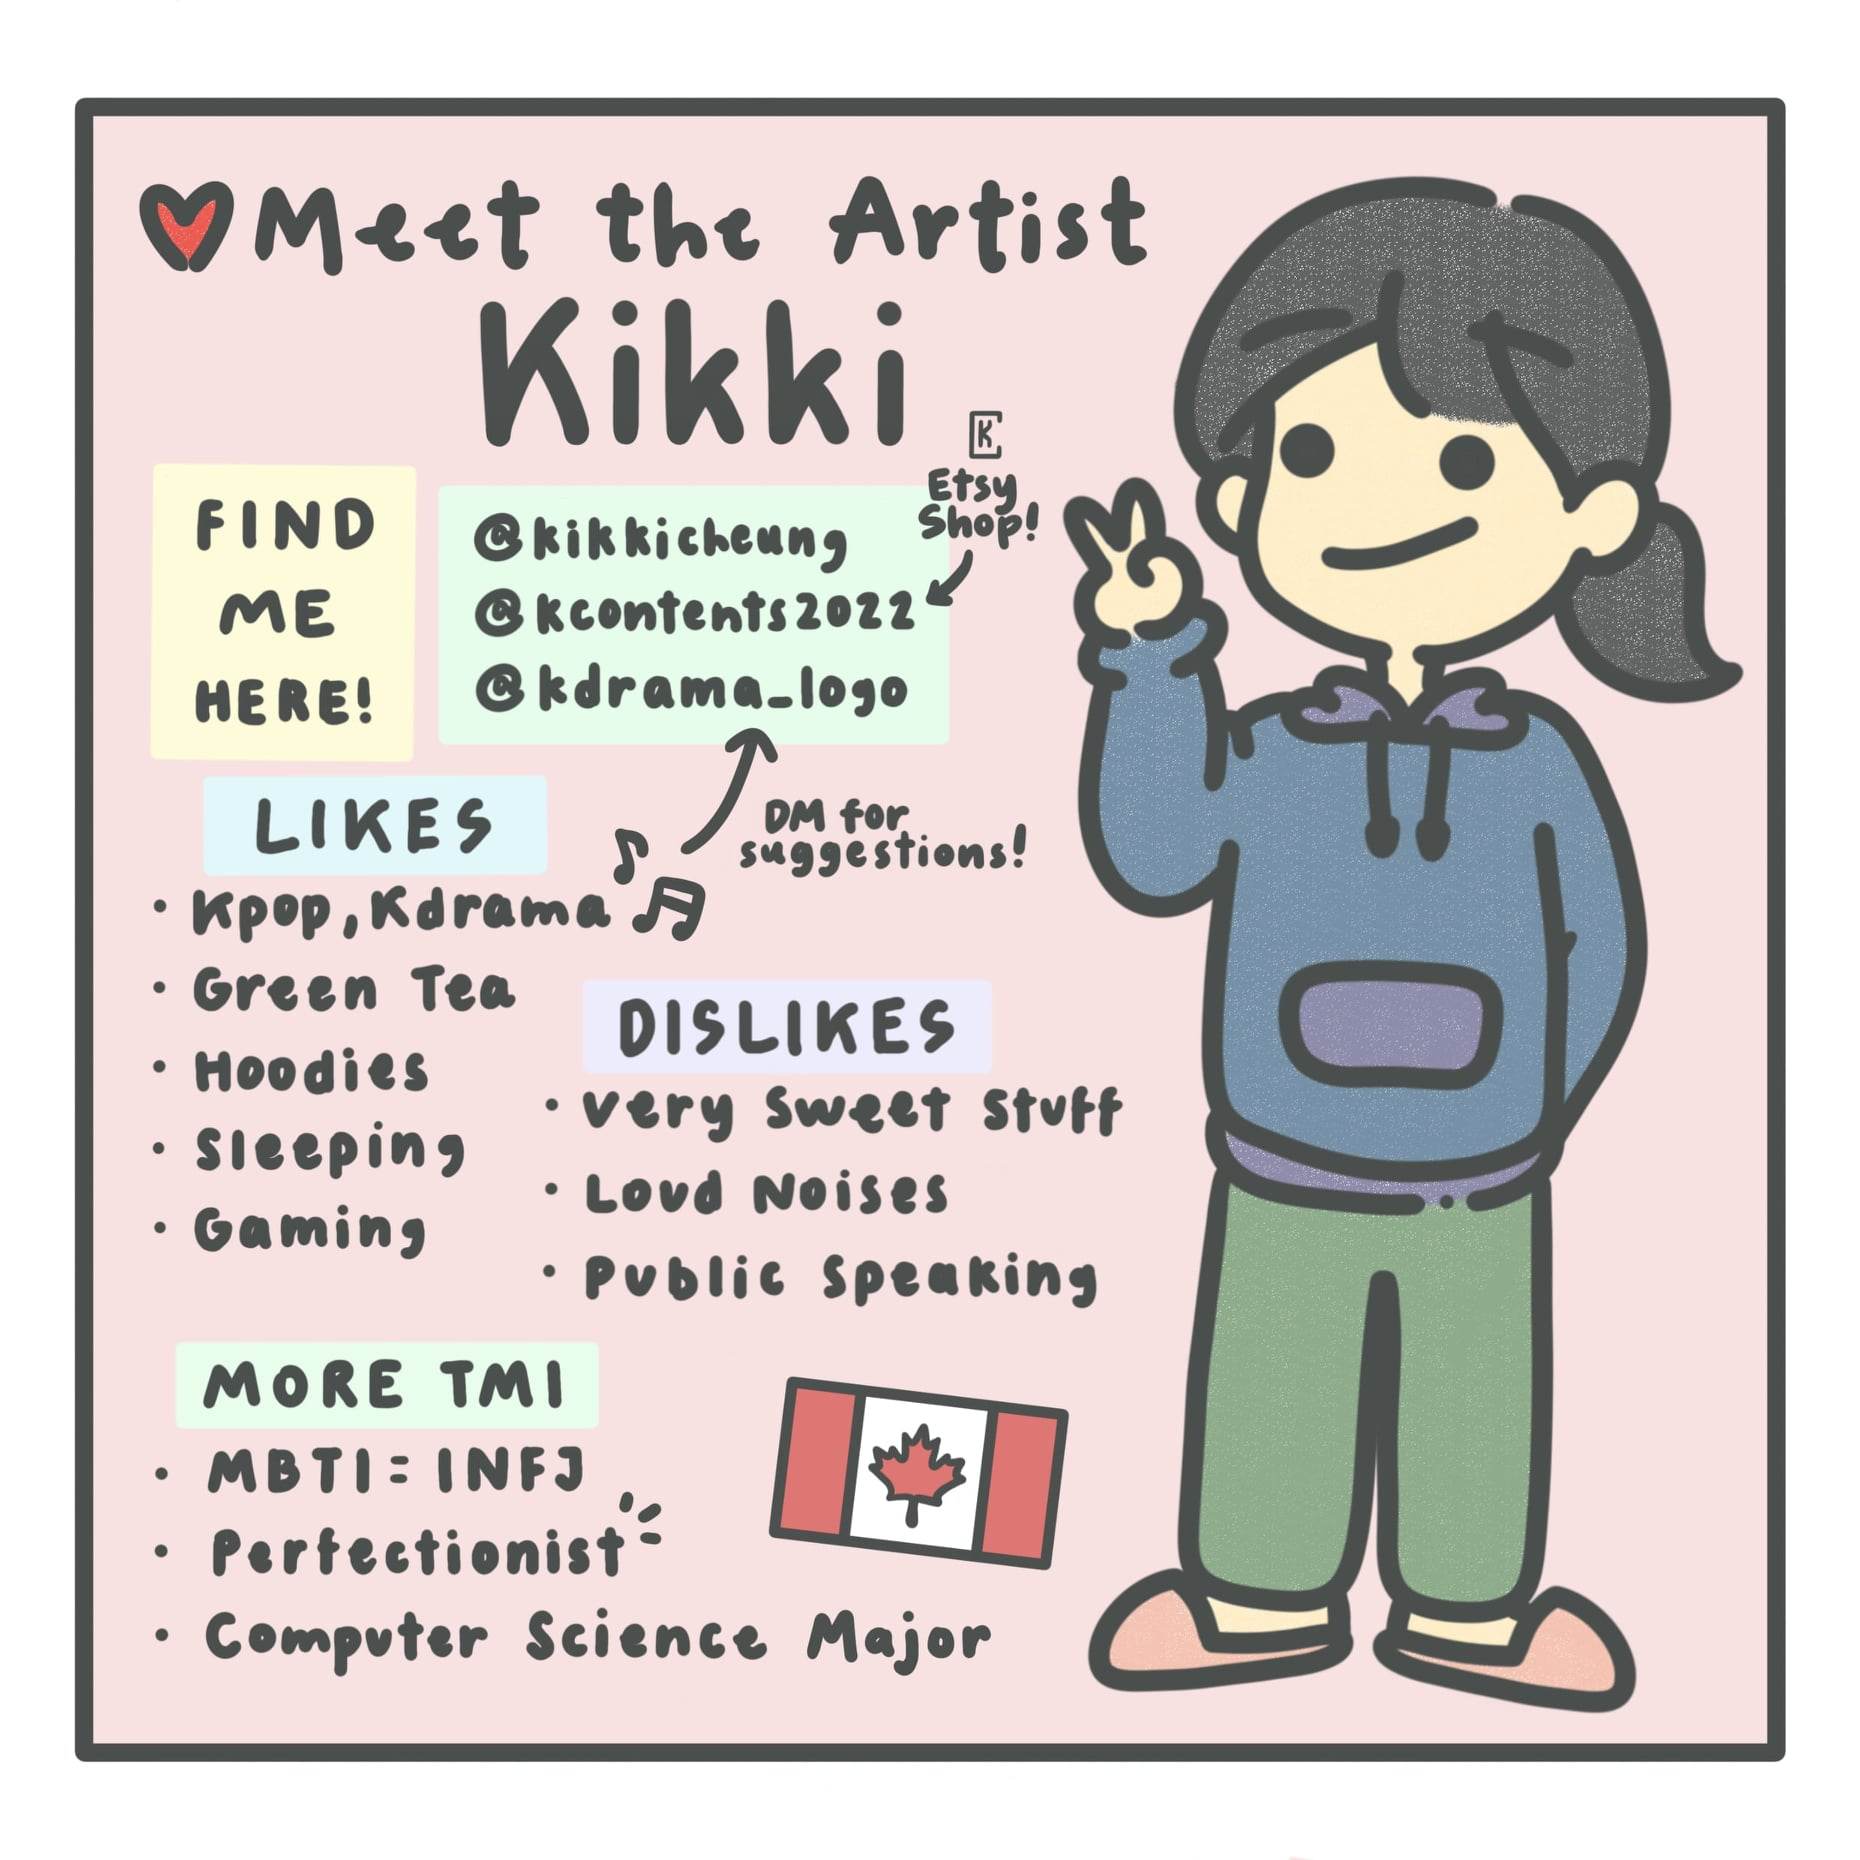 Meet the Artist
Kikki
K
Etsy
Shop!
FIND
ME
HERE!
@kikkicheung
@kcontents2022
@kdrama_logo
DM for
suggestions!
LIKES
• Kpop, Kdrama
• Green Tea
• Hoodies
• Sleeping
• Gaming
DISLIKES
• Very Sweet Stuff
• Loud Noises
• Public Speaking
MORE TMI
• MBTI = INFJ
• Perfectionist
• Computer Science Major